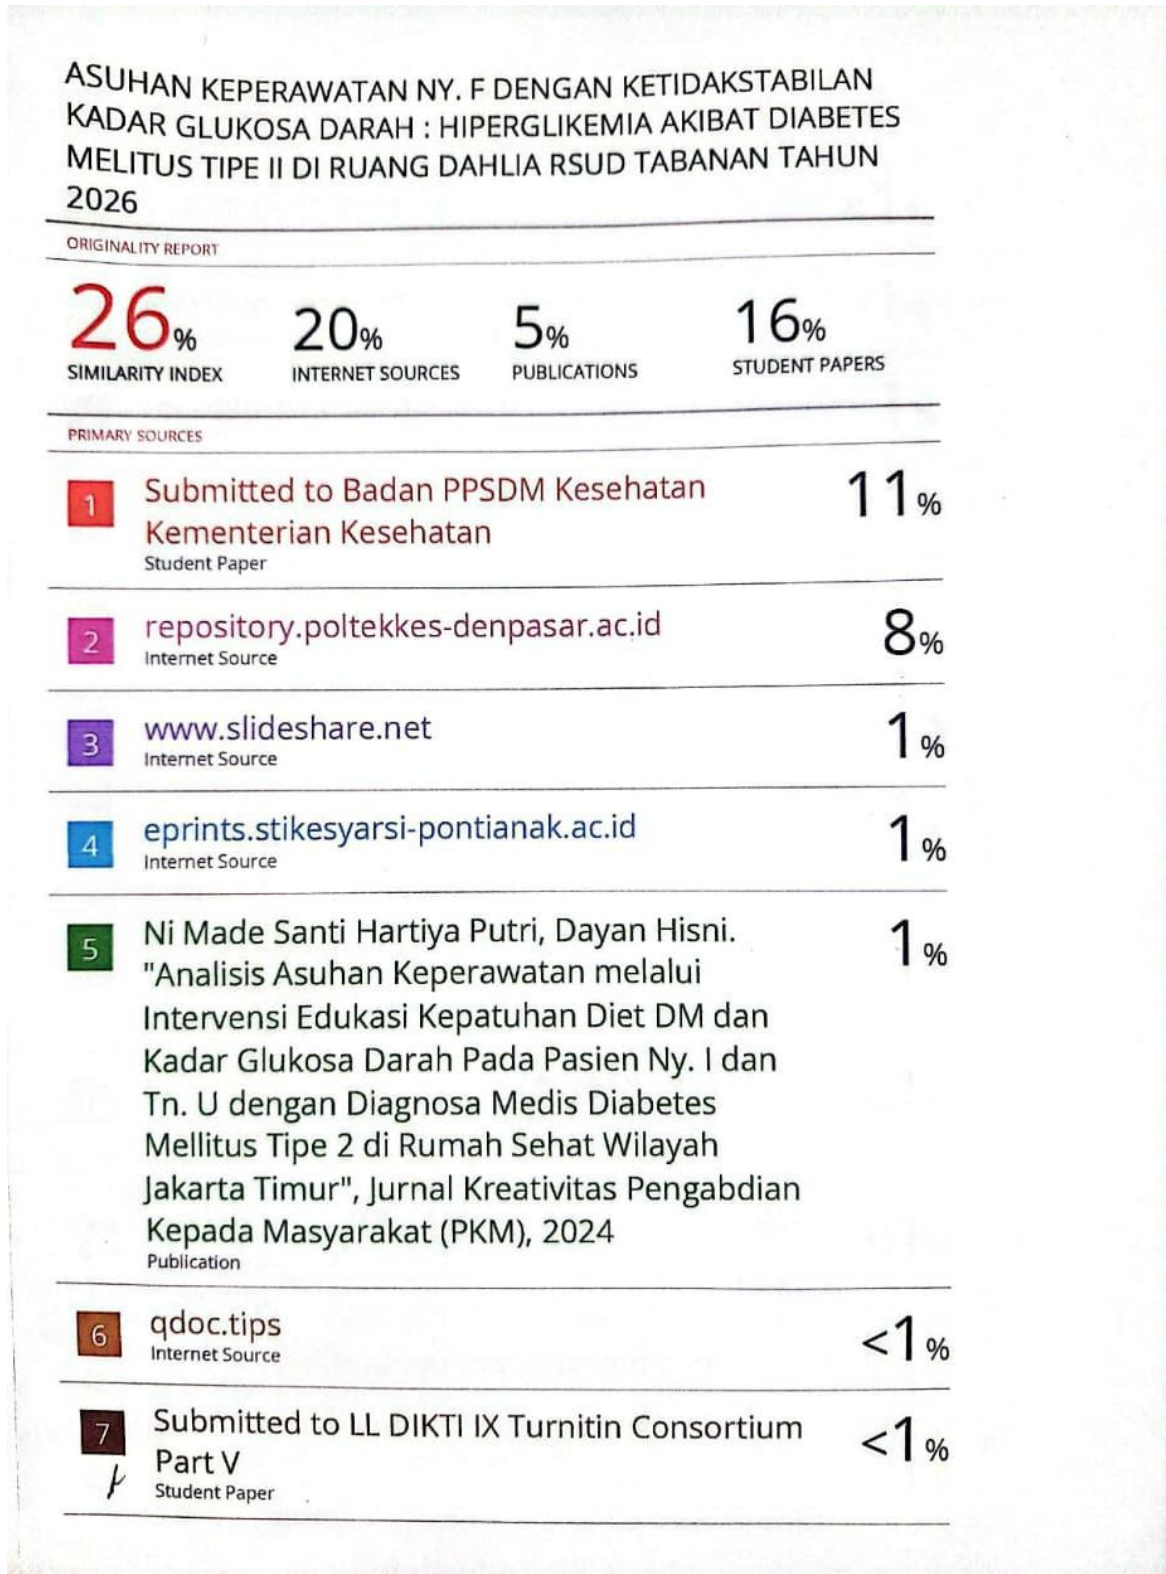 ASUHAN KEPERAWATAN NY. F DENGAN KETIDAKSTABILAN
KADAR GLUKOSA DARAH : HIPERGLIKEMIA AKIBAT DIABETES
MELITUS TIPE II DI RUANG DAHLIA RSUD TABANAN TAHUN
2026
ORIGINALITY REPORT
26% 20% 5% 16%
SIMILARITY INDEX INTERNET SOURCES PUBLICATIONS STUDENT PAPERS
PRIMARY SOURCES
1 Submitted to Badan PPSDM Kesehatan 11%
Kementerian Kesehatan
Student Paper
2 repository.poltekkes-denpasar.ac.id 8%
Internet Source
3 www.slideshare.net 1%
Internet Source
4 eprints.stikesyarsi-pontianak.ac.id 1%
Internet Source
5 Ni Made Santi Hartiya Putri, Dayan Hisni. 1%
"Analisis Asuhan Keperawatan melalui
Intervensi Edukasi Kepatuhan Diet DM dan
Kadar Glukosa Darah Pada Pasien Ny. I dan
Tn. U dengan Diagnosa Medis Diabetes
Mellitus Tipe 2 di Rumah Sehat Wilayah
Jakarta Timur", Jurnal Kreativitas Pengabdian
Kepada Masyarakat (PKM), 2024
Publication
6 qdoc.tips <1%
Internet Source
7 Submitted to LL DIKTI IX Turnitin Consortium <1%
Part V
Student Paper